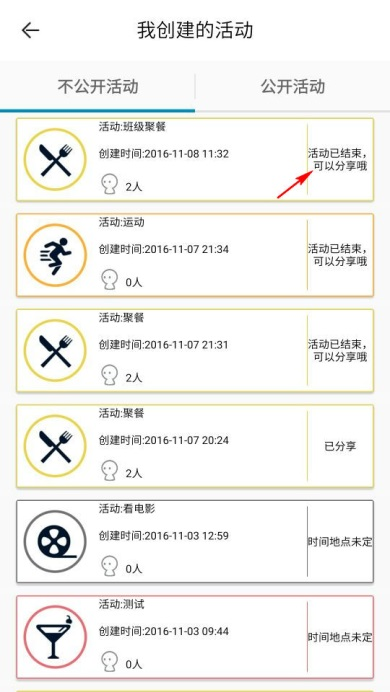 我创建的活动
不公开活动
公开活动
活动:班级聚餐
创建时间:2016-11-08 11:32
2人
活动已结束，
可以分享哦
活动:运动
创建时间:2016-11-07 21:34
0人
活动已结束，
可以分享哦
活动:聚餐
创建时间:2016-11-07 21:31
2人
活动已结束，
可以分享哦
活动:聚餐
创建时间:2016-11-07 20:24
2人
已分享
活动:看电影
创建时间:2016-11-03 12:59
0人
时间地点未定
活动:测试
创建时间:2016-11-03 09:44
0人
时间地点未定